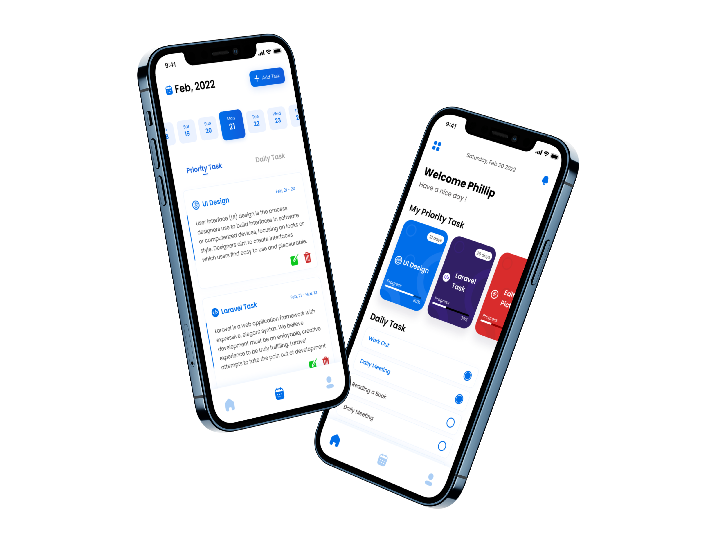 9:41
Feb, 2022
+ Add Task
Sat
19
Sun
20
Mon
21
Tue
22
Wed
23
Priority Task
Daily Task
UI Design
User Interface (UI) design is the process
designers use to build interfaces in software
or computerized devices, focusing on looks or
style. Designers aim to create interfaces
which users find easy to use and pleasurable.
Laravel Task
Laravel is a web application framework with
expressive, elegant syntax. We believe
development must be an enjoyable, creative
experience to be truly fulfilling. Laravel
attempts to take the pain out of development
9:41
Saturday, Feb 20 2022
Welcome Phillip
Have a nice day !
My Priority Task
UI Design
Progress
Laravel
Task
Progress
Edit
Progress
Daily Task
Work Out
Daily Meeting
Reading a Book
Daily Meeting